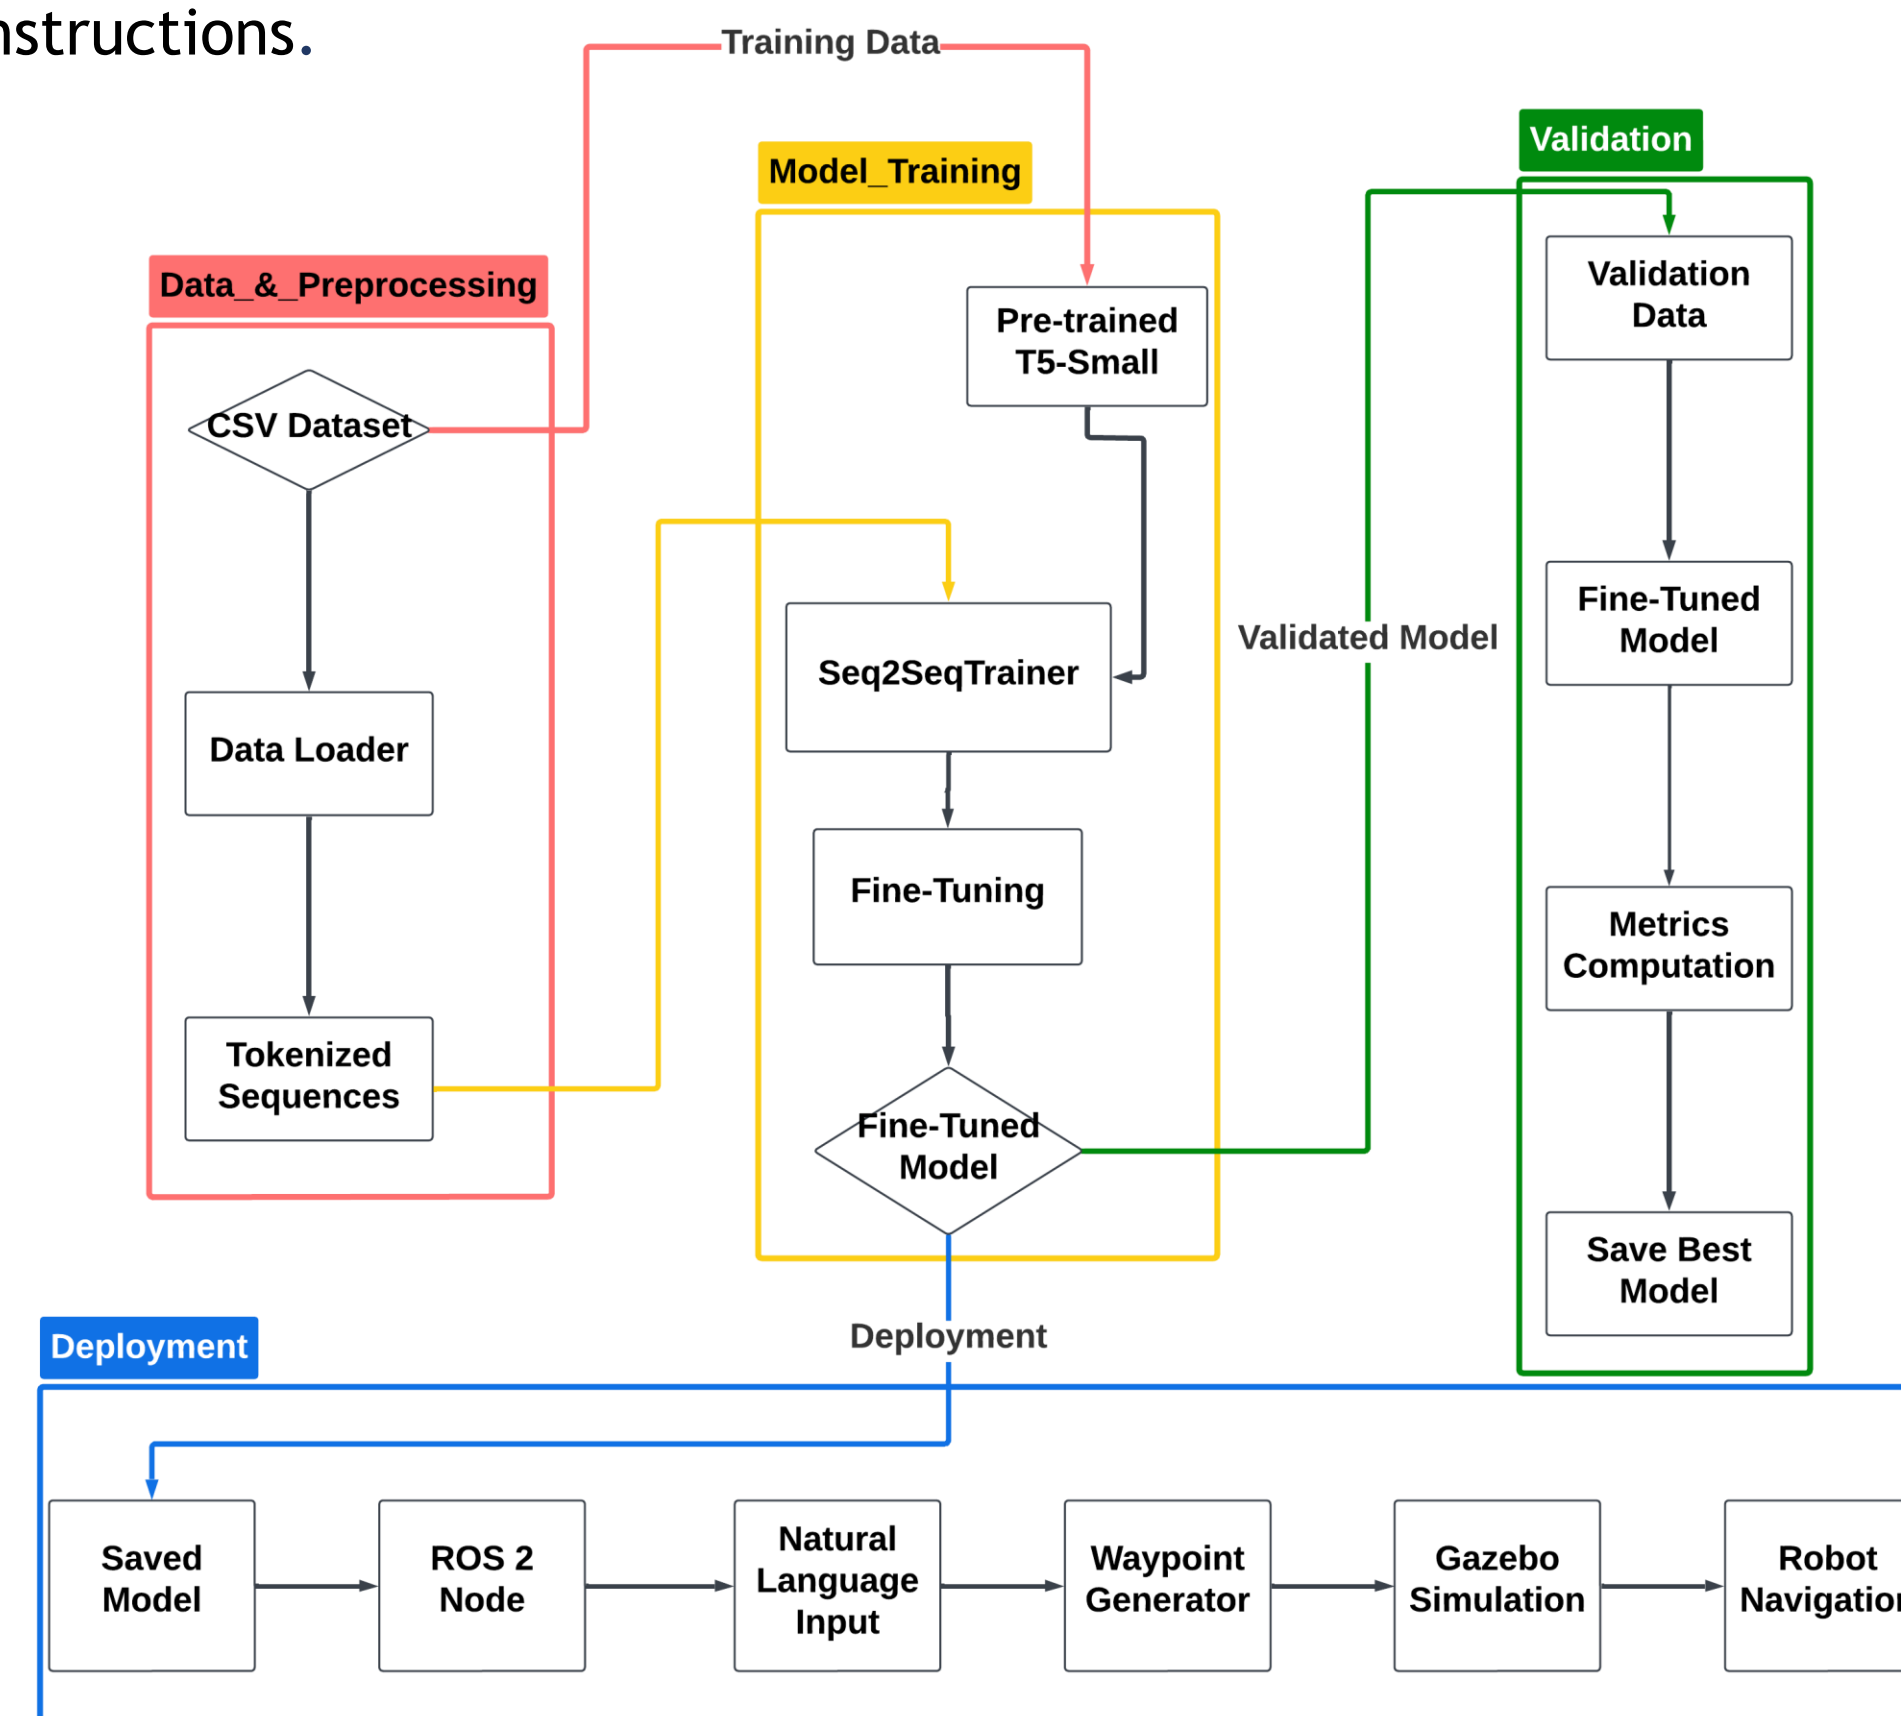 nstructions.
Training Data
Data_&_Preprocessing
CSV Dataset
Data Loader
Tokenized
Sequences
Model_Training
Pre-trained
T5-Small
Seq2SeqTrainer
Fine-Tuning
Fine-Tuned
Model
Validated Model
Validation
Validation
Data
Fine-Tuned
Model
Metrics
Computation
Save Best
Model
Deployment
Deployment
Saved
Model
ROS 2
Node
Natural
Language
Input
Waypoint
Generator
Gazebo
Simulation
Robot
Navigation